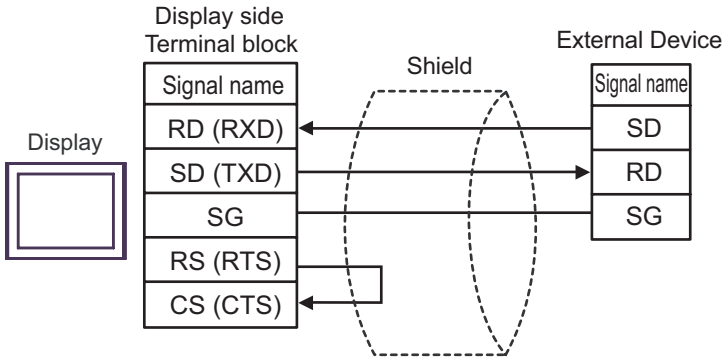 Display side
Terminal block
Signal name
RD (RXD)
SD (TXD)
SG
RS (RTS)
CS (CTS)
Display
Shield
External Device
Signal name
SD
RD
SG